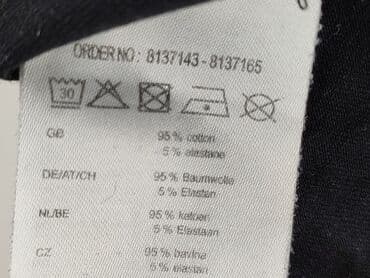 ORDER NO.: 8137143 - 8137165
30
GB 95 % cotton
5 % elastane
DE/AT/CH 95 % Baumwolle
5 % Elastan
NL/BE 95 % katoen
5 % Elastaan
CZ 95 % bavlna
5 % elastan